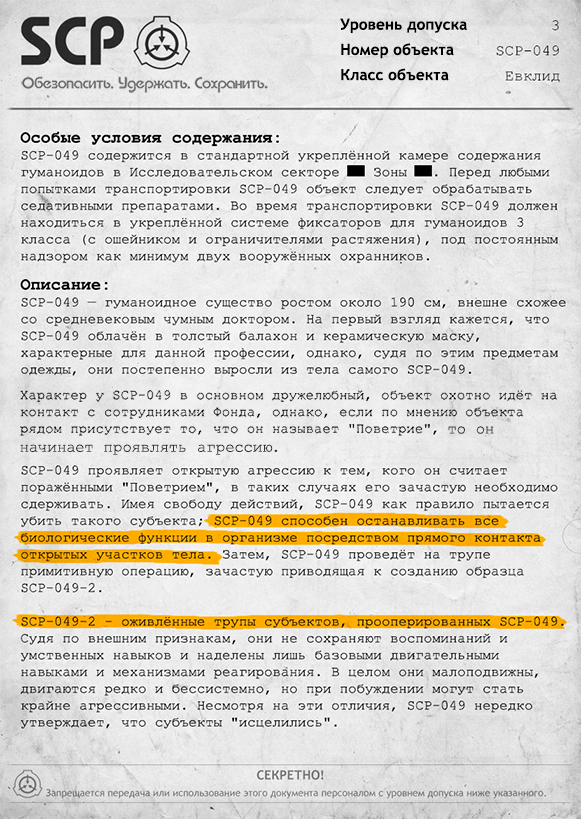 SCP
Обезопасить. Удержать. Сохранить.
Уровень допуска 3
Номер объекта SCP-049
Класс объекта Евклид
Особые условия содержания:
SCP-049 содержится в стандартной укреплённой камере содержания
гуманоидов в Исследовательском секторе Зоны . Перед любыми
попытками транспортировки SCP-049 объект следует обрабатывать
седативными препаратами. Во время транспортировки SCP-049 должен
находиться в укреплённой системе фиксаторов для гуманоидов 3
класса (с ошейником и ограничителями растяжения), под постоянным
надзором как минимум двух вооружённых охранников.
Описание:
SCP-049 — гуманоидное существо ростом около 190 см, внешне схожее
со средневековым чумным доктором. На первый взгляд кажется, что
SCP-049 облачён в толстый балахон и керамическую маску,
характерные для данной профессии, однако, судя по этим предметам
одежды, они постепенно выросли из тела самого SCP-049.
Характер у SCP-049 в основном дружелюбный, объект охотно идёт на
контакт с сотрудниками Фонда, однако, если по мнению объекта
рядом присутствует то, что он называет "Поветрие", то он
начинает проявлять агрессию.
SCP-049 проявляет открытую агрессию к тем, кого он считает
поражёнными "Поветрием", в таких случаях его зачастую необходимо
сдерживать. Имея свободу действий, SCP-049 как правило пытается
убить такого субъекта; SCP-049 способен останавливать все
биологические функции в организме посредством прямого контакта
открытых участков тела. Затем, SCP-049 проведёт на трупе
примитивную операцию, зачастую приводящая к созданию образца
SCP-049-2.
SCP-049-2 - оживлённые трупы субъектов, прооперированных SCP-049.
Судя по внешним признакам, они не сохраняют воспоминаний и
умственных навыков и наделены лишь базовыми двигательными
навыками и механизмами реагирования. В целом они малоподвижны,
двигаются редко и бессистемно, но при побуждении могут стать
крайне агрессивными. Несмотря на эти отличия, SCP-049 нередко
утверждает, что субъекты "исцелились".
СЕКРЕТНО!
Запрещается передача или использование этого документа персоналом с уровнем допуска ниже указанного.